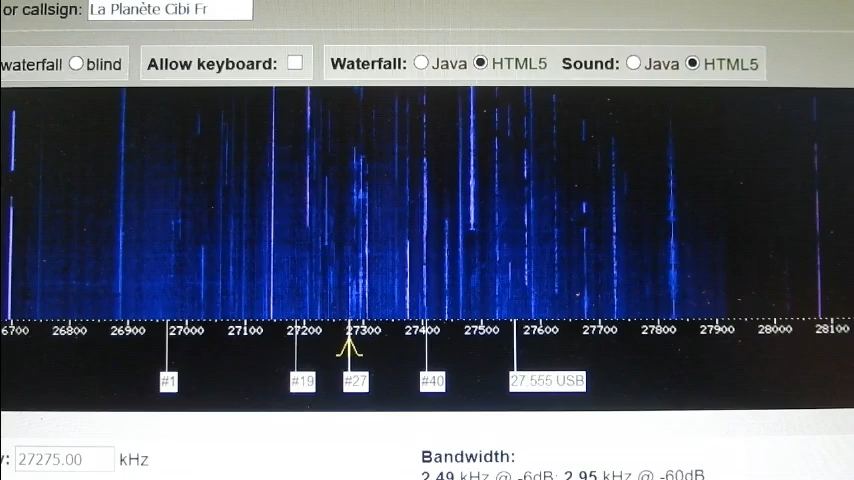 or callsign: La Planète Cibi Fr
waterfall blind Allow keyboard: Waterfall: Java HTML5 Sound: Java HTML5
6700 26800 26900 27000 27100 27200 27300 27400 27500 27600 27700 27800 27900 28000 28100
#1 #19 #27 #40 27.555 USB
y: 27275.00 kHz
Bandwidth:
2.49 kHz @ -6dB; 2.95 kHz @ -60dB